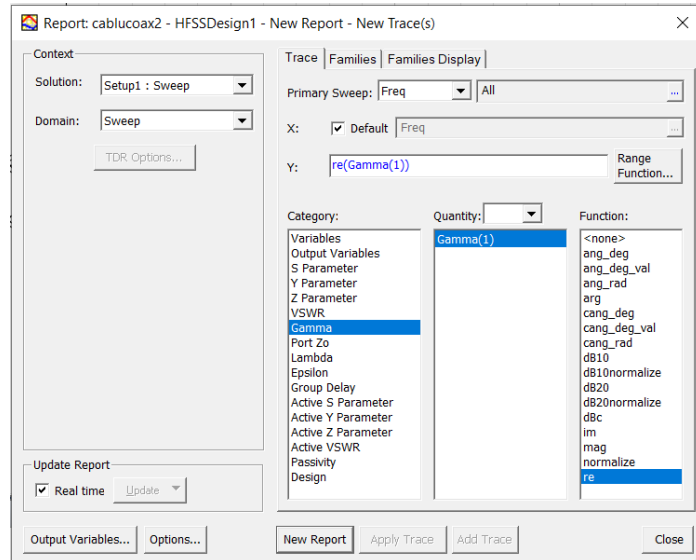 Report: cablucoax2 - HFSSDesign1 - New Report - New Trace(s)
Context
Solution: Setup1 : Sweep
Domain: Sweep
TDR Options...
Update Report
Real time Update
Output Variables... Options...
Trace Families Families Display
Primary Sweep: Freq All ...
X: Default Freq ...
Y: re(Gamma(1)) Range
Function...
Category:
Variables
Output Variables
S Parameter
Y Parameter
Z Parameter
VSWR
Gamma
Port Zo
Lambda
Epsilon
Group Delay
Active S Parameter
Active Y Parameter
Active Z Parameter
Active VSWR
Passivity
Design
Quantity:
Gamma(1)
Function:
<none>
ang_deg
ang_deg_val
ang_rad
arg
cang_deg
cang_deg_val
cang_rad
dB10
dB10normalize
dB20
dB20normalize
dBc
im
mag
normalize
re
New Report Apply Trace Add Trace Close